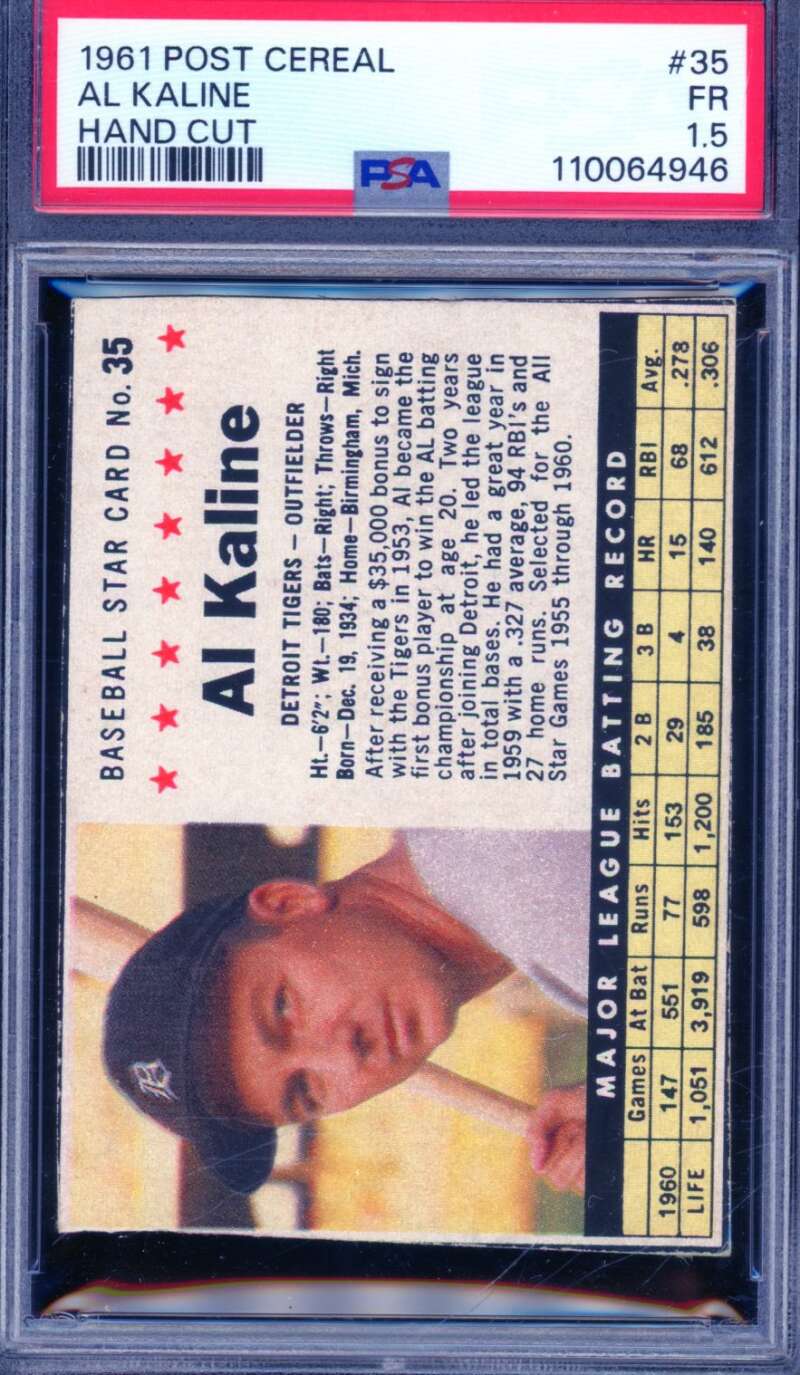 1961 POST CEREAL #35
AL KALINE FR
HAND CUT 1.5
PSA 110064946
BASEBALL STAR CARD No. 35
Al Kaline
DETROIT TIGERS – OUTFIELDER
Ht.–6'2"; Wt.–180; Bats–Right; Throws–Right
Born–Dec. 19, 1934; Home–Birmingham, Mich.
After receiving a $35,000 bonus to sign
with the Tigers in 1953, Al became the
first bonus player to win the AL batting
championship at age 20. Two years
after joining Detroit, he led the league
in total bases. He had a great year in
1959 with a .327 average, 94 RBI's and
27 home runs. Selected for the All
Star Games 1955 through 1960.
MAJOR LEAGUE BATTING RECORD
Games At Bat Runs Hits 2 B 3 B HR RBI Avg.
1960 147 551 77 153 29 4 15 68 .278
LIFE 1,051 3,919 598 1,200 185 38 140 612 .306